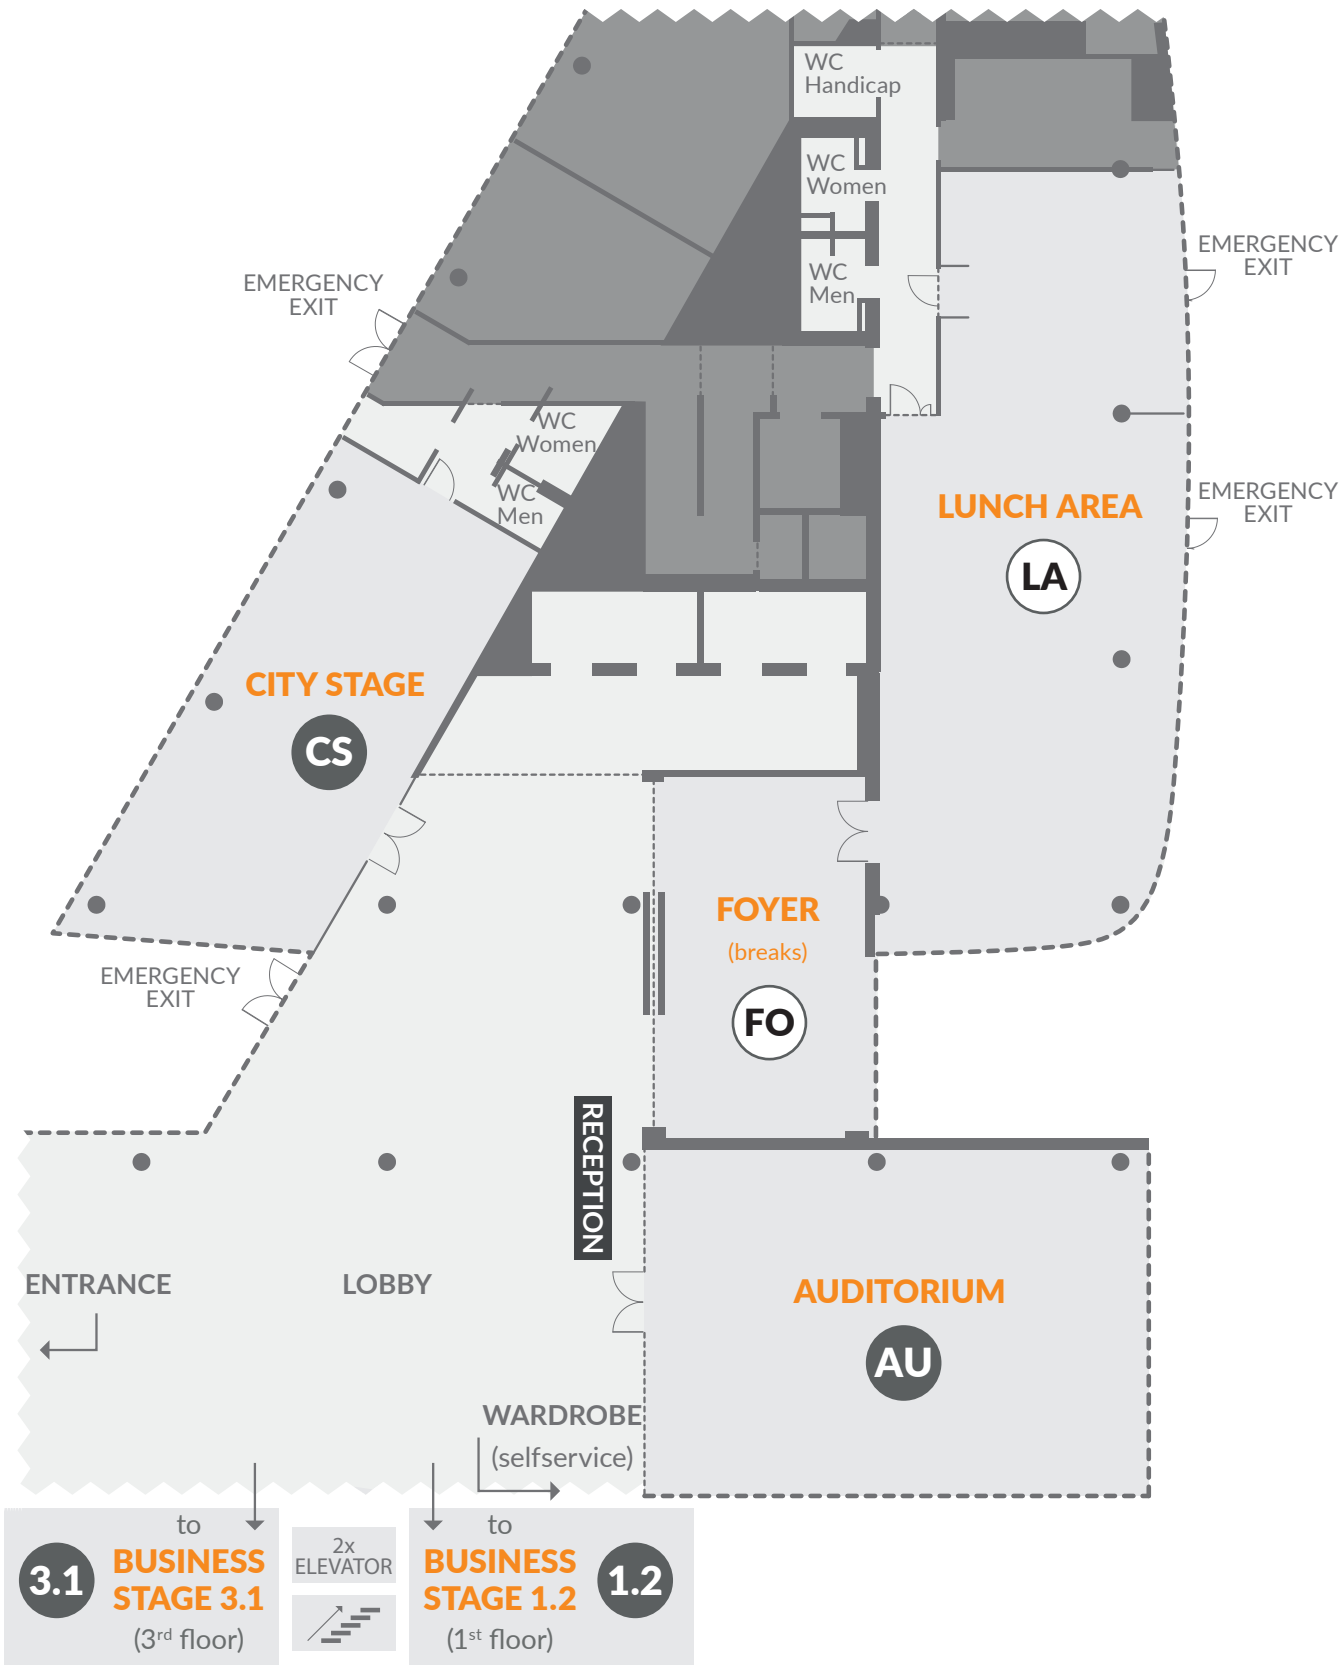 WC
Handicap
WC
Women
WC
Men
EMERGENCY
EXIT
EMERGENCY
EXIT
WC
Women
WC
Men
EMERGENCY
EXIT
LUNCH AREA
LA
CITY STAGE
CS
FOYER
(breaks)
FO
EMERGENCY
EXIT
RECEPTION
ENTRANCE
LOBBY
AUDITORIUM
AU
WARDROBE
(selfservice)
to
BUSINESS
STAGE 3.1
(3rd floor)
3.1
2x
ELEVATOR
to
BUSINESS
STAGE 1.2
(1st floor)
1.2